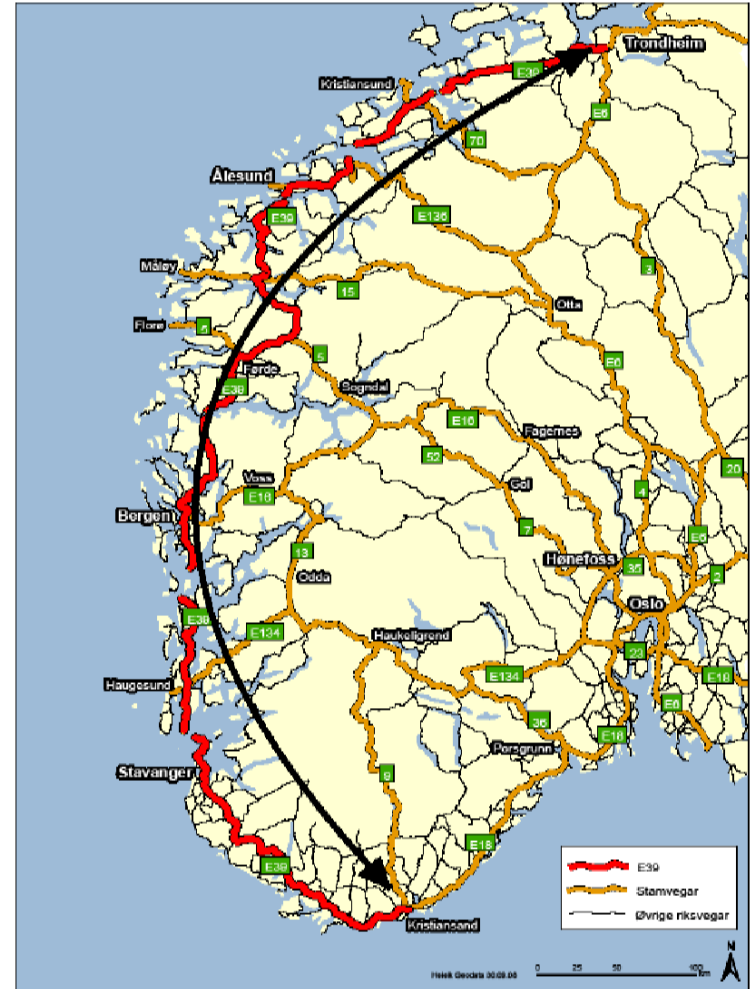 Trondheim
E39
Kristiansund
E6
70
Ålesund
E39
E136
Måløy
3
15
Otta
Florø
5
5
E6
Førde
E39
Sogndal
E16
Fagernes
52
20
Voss
Gol
4
E16
Bergen
7
E6
13
Hønefoss
35
2
Odda
Oslo
E39
E134
Haukeligrend
23
E134
E18
Haugesund
E6
36
E18
Porsgrunn
Stavanger
9
E18
E39
E39
Stamvegar
Øvrige riksvegar
Kristiansand
N
0 25 50 100
km